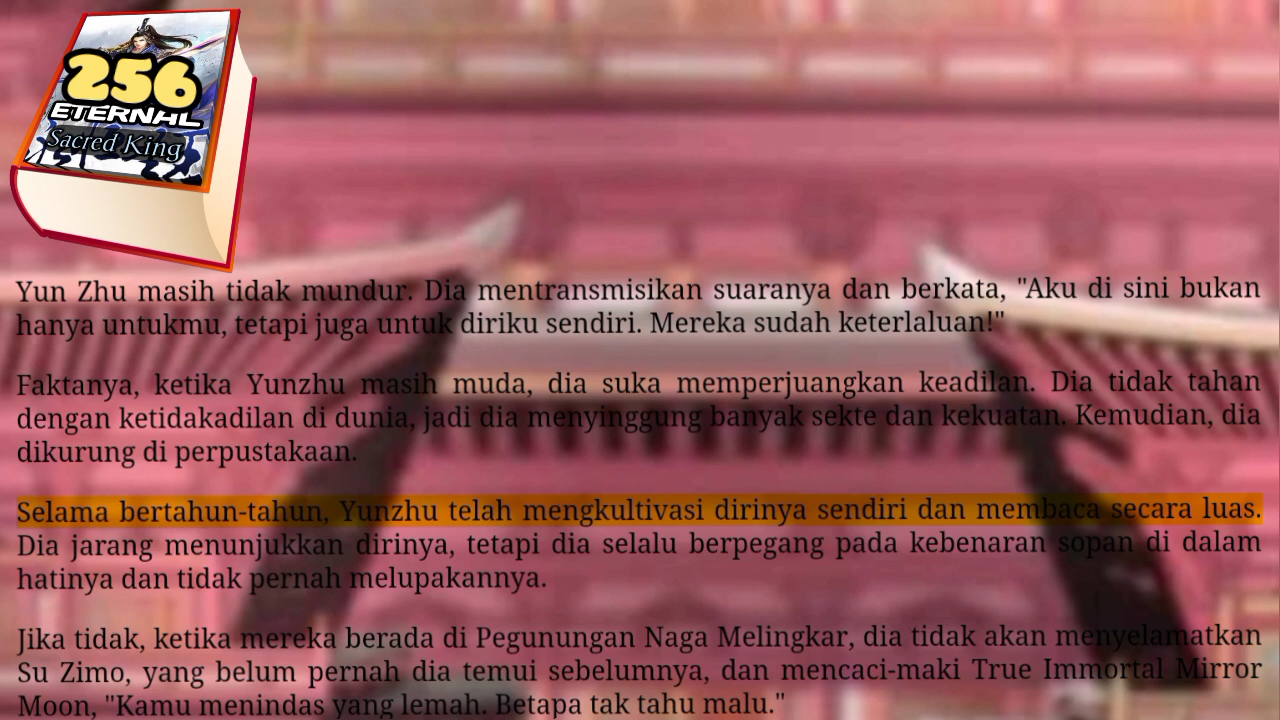 256
ETERNAL
Sacred King
Yun Zhu masih tidak mundur. Dia mentransmisikan suaranya dan berkata, "Aku di sini bukan
hanya untukmu, tetapi juga untuk diriku sendiri. Mereka sudah keterlaluan!"
Faktanya, ketika Yunzhu masih muda, dia suka memperjuangkan keadilan. Dia tidak tahan
dengan ketidakadilan di dunia, jadi dia menyinggung banyak sekte dan kekuatan. Kemudian, dia
dikurung di perpustakaan.
Selama bertahun-tahun, Yunzhu telah mengkultivasi dirinya sendiri dan membaca secara luas.
Dia jarang menunjukkan dirinya, tetapi dia selalu berpegang pada kebenaran sopan di dalam
hatinya dan tidak pernah melupakannya.
Jika tidak, ketika mereka berada di Pegunungan Naga Melingkar, dia tidak akan menyelamatkan
Su Zimo, yang belum pernah dia temui sebelumnya, dan mencaci-maki True Immortal Mirror
Moon, "Kamu menindas yang lemah. Betapa tak tahu malu."